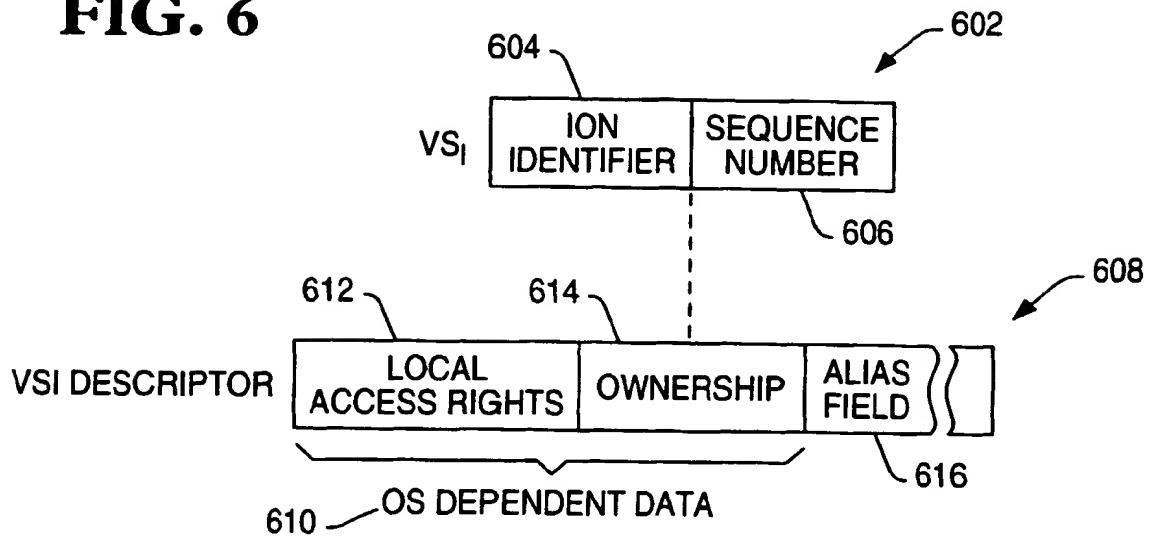 FIG. 6
602
604
VSI
ION
IDENTIFIER
SEQUENCE
NUMBER
606
608
612
614
VSI DESCRIPTOR
LOCAL
ACCESS RIGHTS
OWNERSHIP
ALIAS
FIELD
616
610
OS DEPENDENT DATA